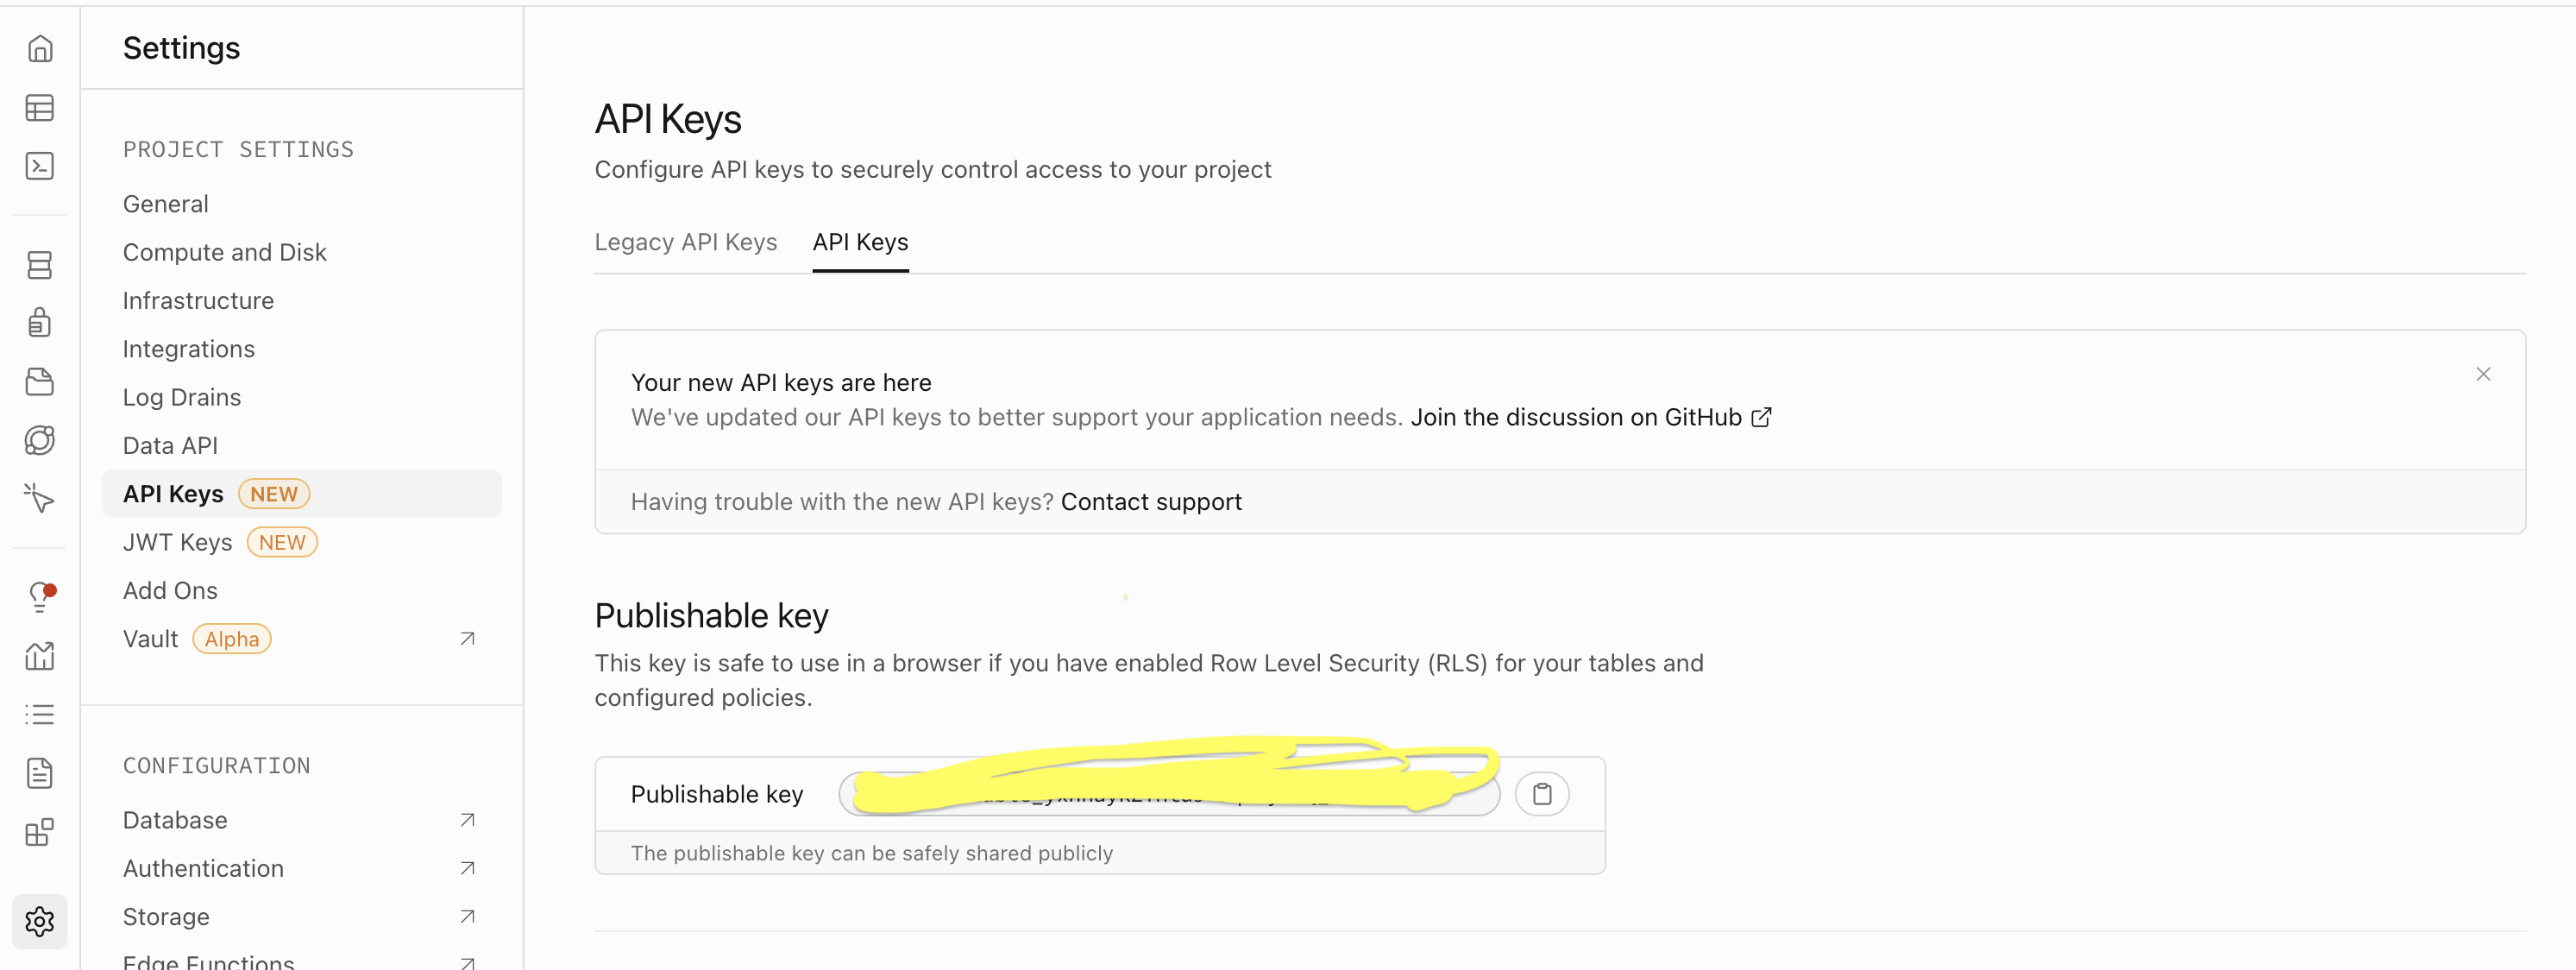 Settings
PROJECT SETTINGS
General
Compute and Disk
Infrastructure
Integrations
Log Drains
Data API
API Keys NEW
JWT Keys NEW
Add Ons
Vault Alpha
CONFIGURATION
Database
Authentication
Storage
Edge Functions
API Keys
Configure API keys to securely control access to your project
Legacy API Keys API Keys
Your new API keys are here
We've updated our API keys to better support your application needs. Join the discussion on GitHub
Having trouble with the new API keys? Contact support
Publishable key
This key is safe to use in a browser if you have enabled Row Level Security (RLS) for your tables and
configured policies.
Publishable key
The publishable key can be safely shared publicly